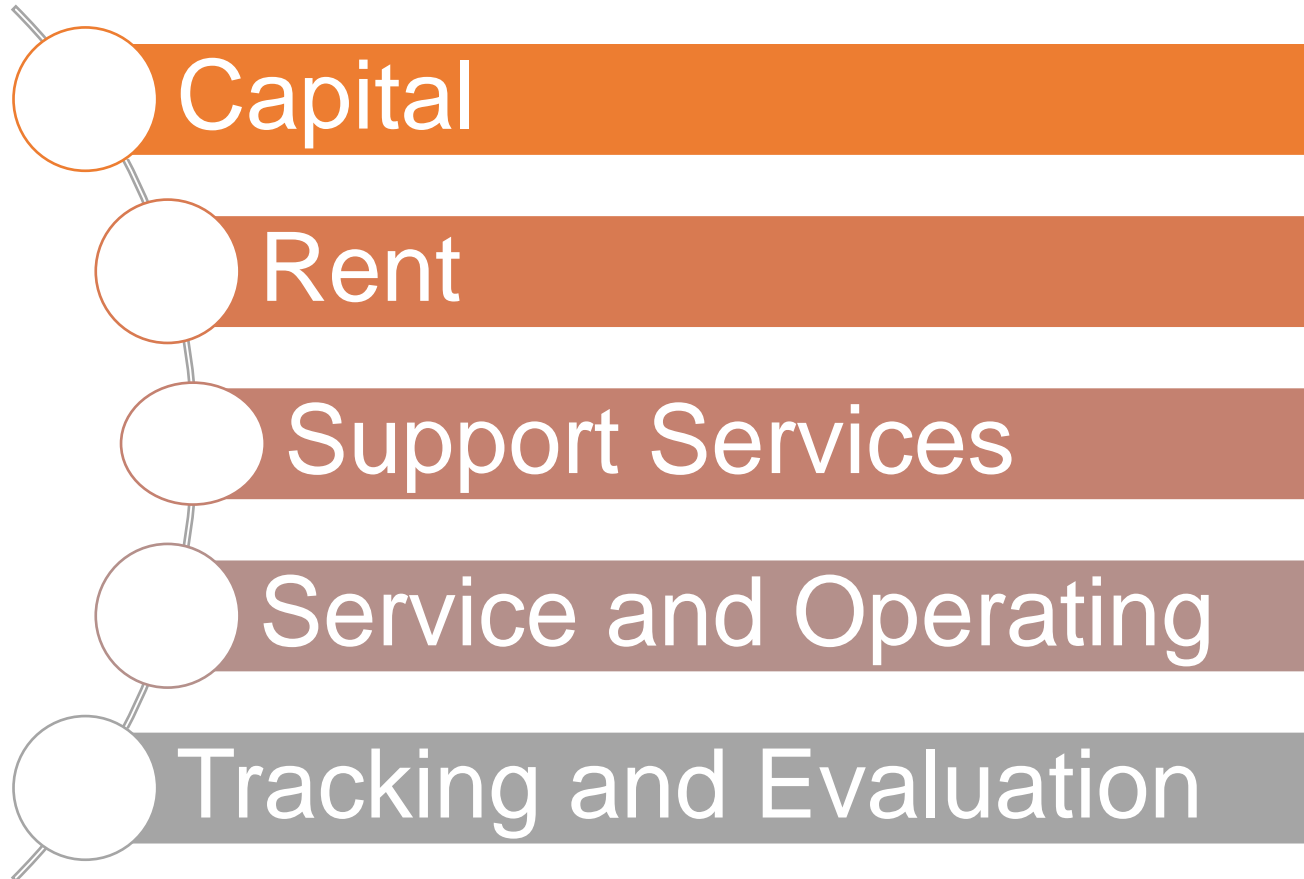 Capital
Rent
Support Services
Service and Operating
Tracking and Evaluation